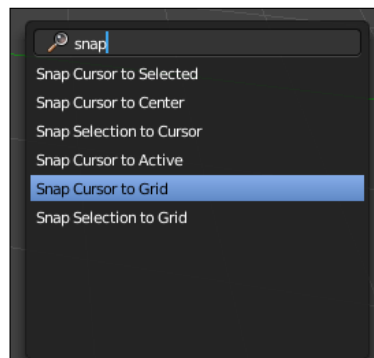 snap
Snap Cursor to Selected
Snap Cursor to Center
Snap Selection to Cursor
Snap Cursor to Active
Snap Cursor to Grid
Snap Selection to Grid